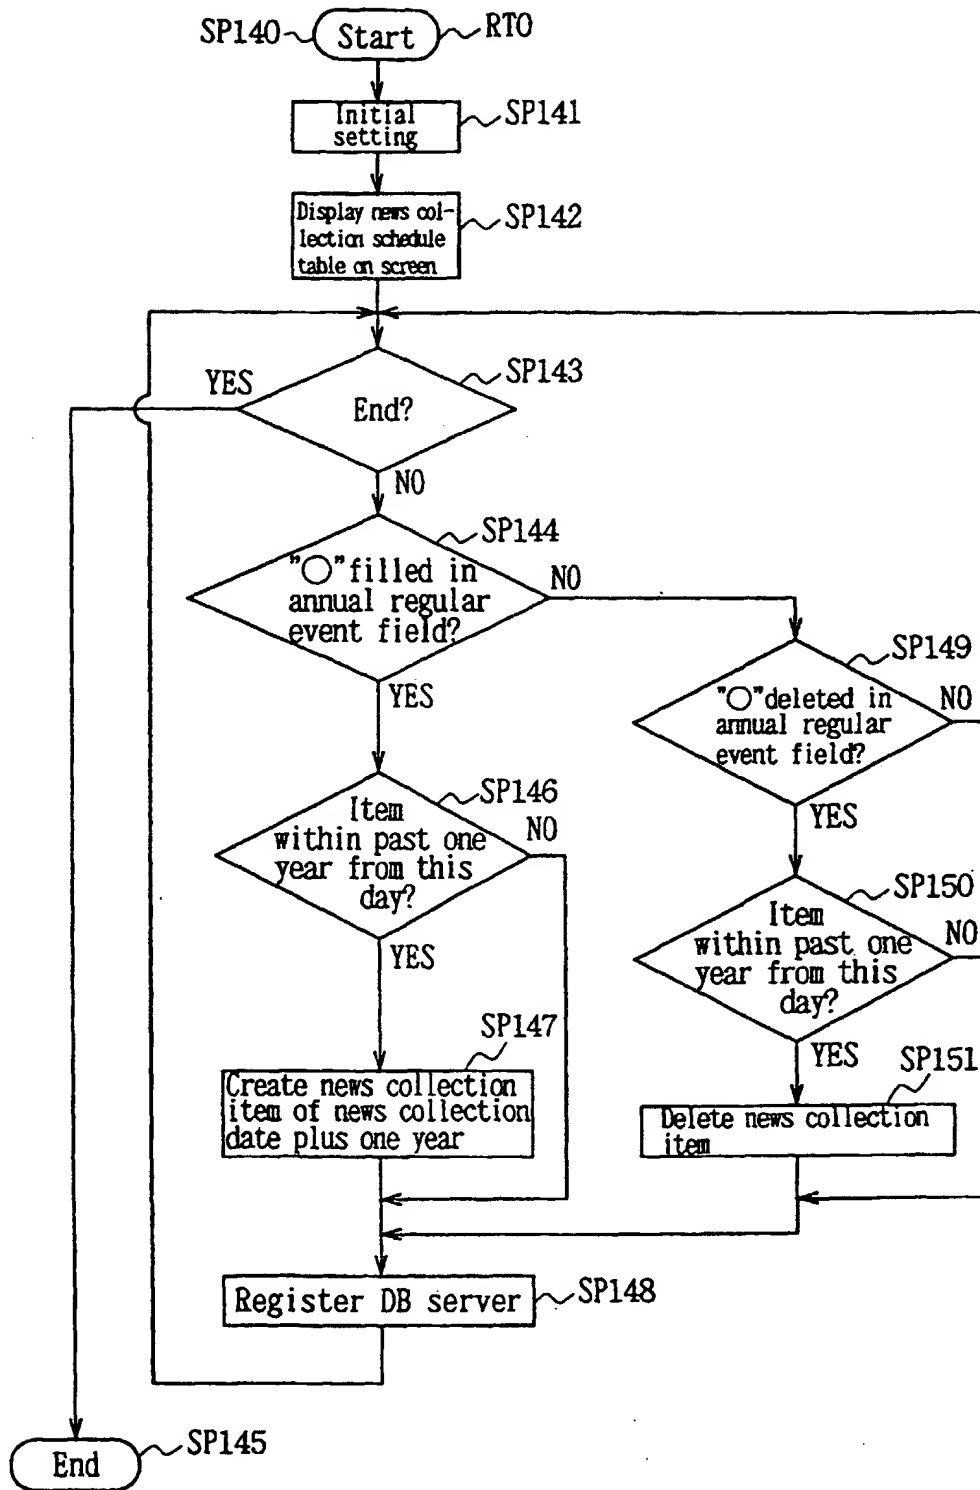 SP140
Start
RT0
Initial
setting
SP141
Display news col-
lection schedule
table on screen
SP142
YES
SP143
End?
NO
SP144
"○"filled in
annual regular
event field?
NO
YES
SP149
"○"deleted in
annual regular
event field?
NO
YES
SP146
Item
within past one
year from this
day?
NO
YES
SP150
Item
within past one
year from this
day?
NO
YES
SP147
Create news collection
item of news collection
date plus one year
SP151
Delete news collection
item
Register DB server
SP148
SP145
End